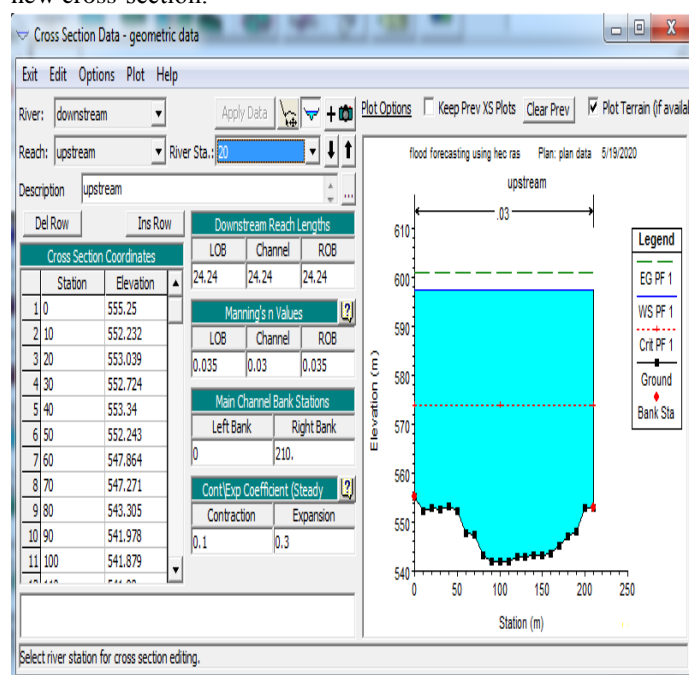 new cross-section.
Cross Section Data - geometric data
Exit Edit Options Plot Help
River: downstream
Apply Data
Reach: upstream River Sta.: 20
Description upstream ...
Del Row Ins Row
Cross Section Coordinates
Station Elevation
1 0 555.25
2 10 552.232
3 20 553.039
4 30 552.724
5 40 553.34
6 50 552.243
7 60 547.864
8 70 547.271
9 80 543.305
10 90 541.978
11 100 541.879
Downstream Reach Lengths
LOB Channel ROB
24.24 24.24 24.24
Manning's n Values ?
LOB Channel ROB
0.035 0.03 0.035
Main Channel Bank Stations
Left Bank Right Bank
0 210.
Cont\Exp Coefficient (Steady ?
Contraction Expansion
0.1 0.3
Plot Options Keep Prev XS Plots Clear Prev Plot Terrain (if availal
flood forecasting using hec ras Plan: plan data 5/19/2020
upstream
.03
610
600
590
580
570
560
550
540
Elevation (m)
0 50 100 150 200 250
Station (m)
Legend
EG PF 1
WS PF 1
Crit PF 1
Ground
Bank Sta
Select river station for cross section editing.